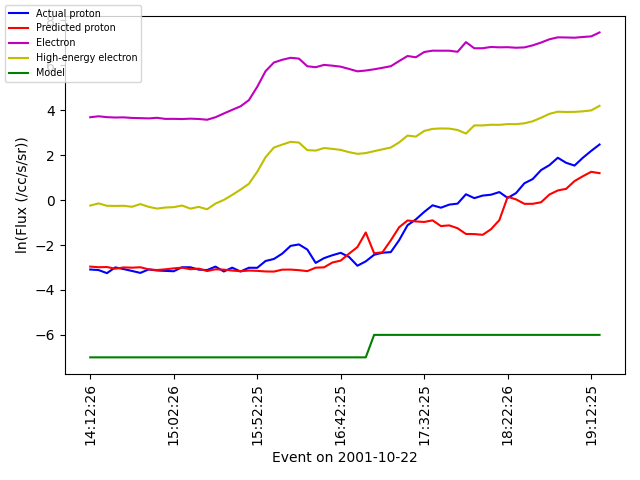 Actual proton
Predicted proton
Electron
High-energy electron
Model
4
2
0
−2
−4
−6
ln(Flux (/cc/s/sr))
14:12:26
15:02:26
15:52:25
16:42:25
17:32:25
18:22:26
19:12:25
Event on 2001-10-22